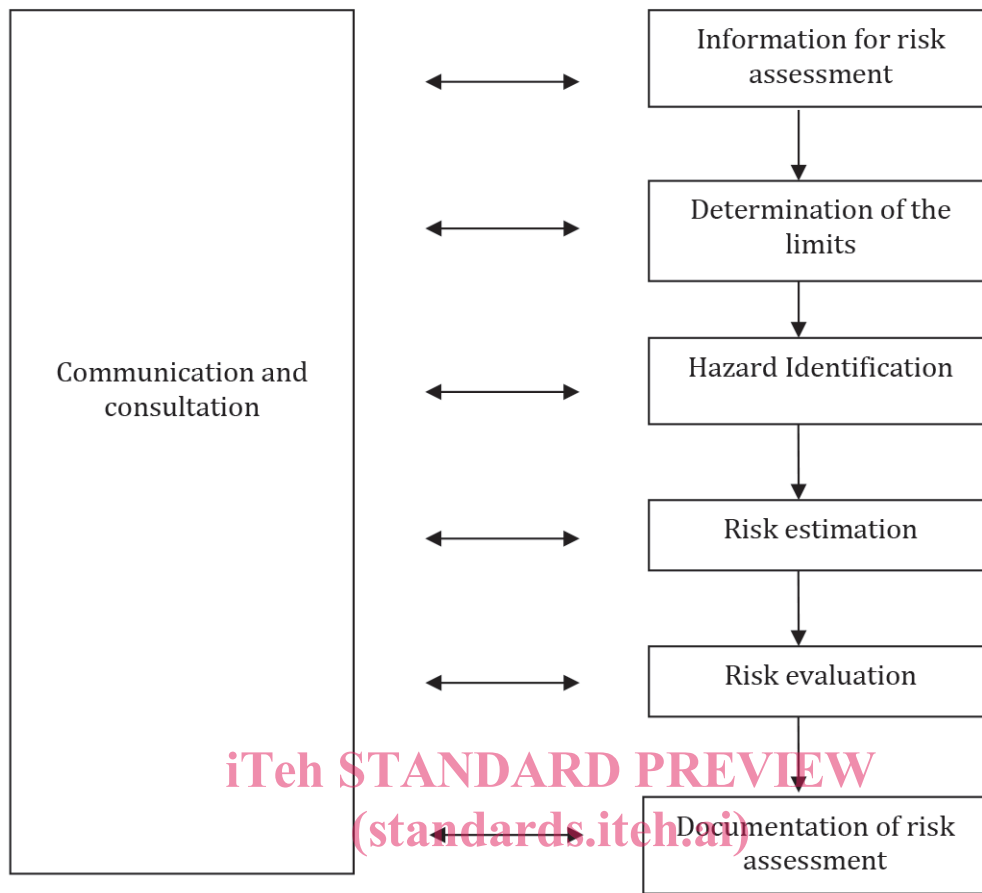 Information for risk
assessment
Determination of the
limits
Communication and
consultation
Hazard Identification
Risk estimation
Risk evaluation
iTeh STANDARD PREVIEW
(standards.iteh.ai)
Documentation of risk
assessment